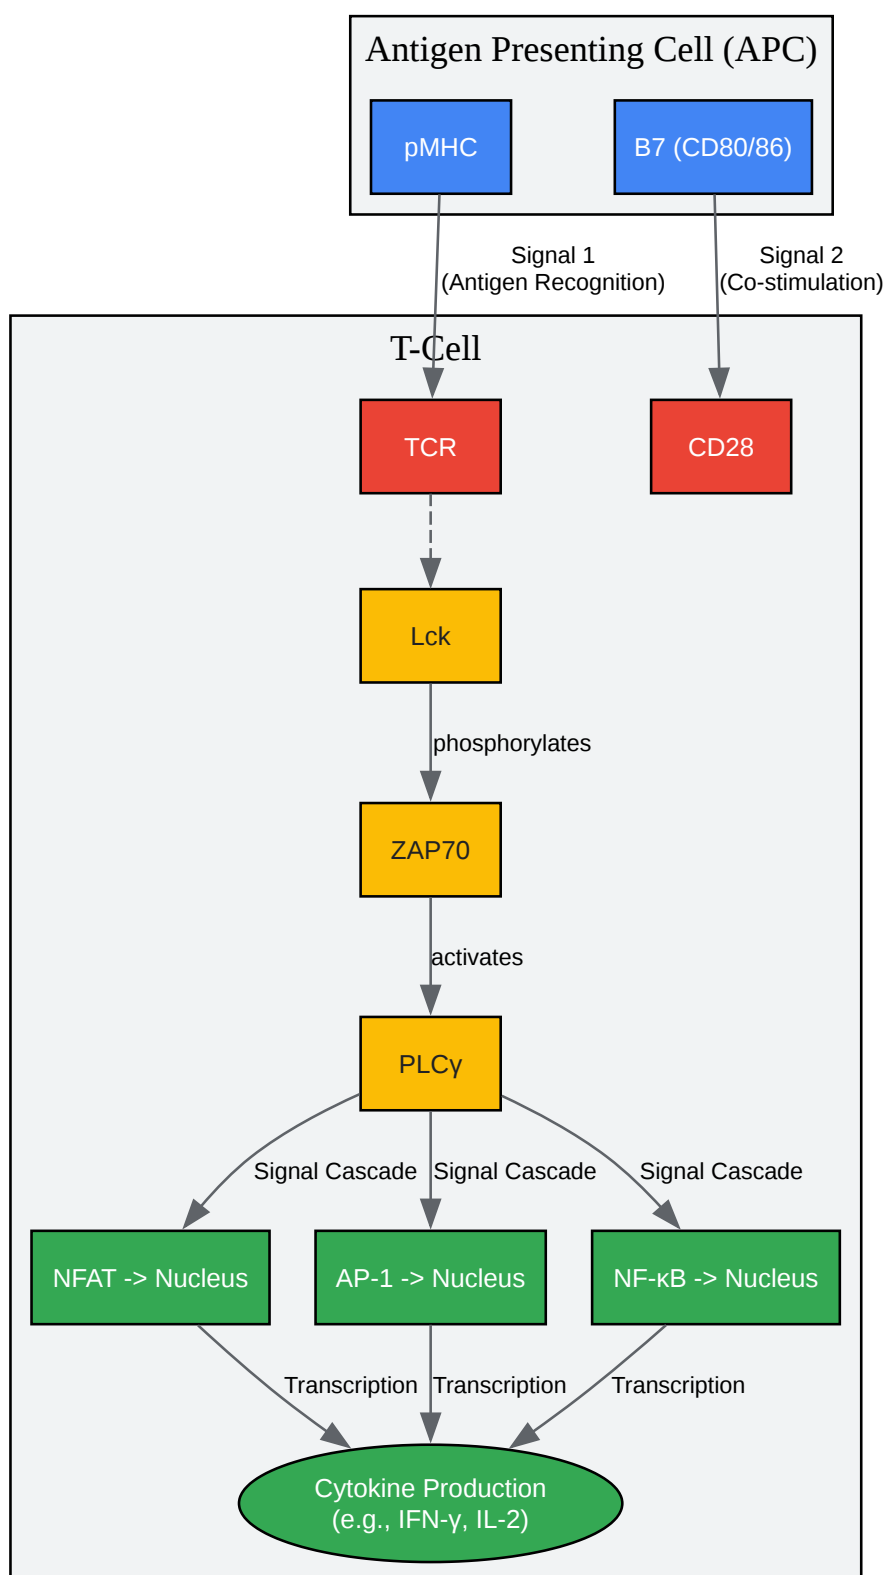 Antigen Presenting Cell (APC)
pMHC
B7 (CD80/86)
Signal 1
(Antigen Recognition)
Signal 2
(Co-stimulation)
T-Cell
TCR
CD28
Lck
phosphorylates
ZAP70
activates
PLCγ
Signal Cascade
Signal Cascade
Signal Cascade
NFAT -> Nucleus
AP-1 -> Nucleus
NF-κB -> Nucleus
Transcription
Transcription
Transcription
Cytokine Production
(e.g., IFN-γ, IL-2)